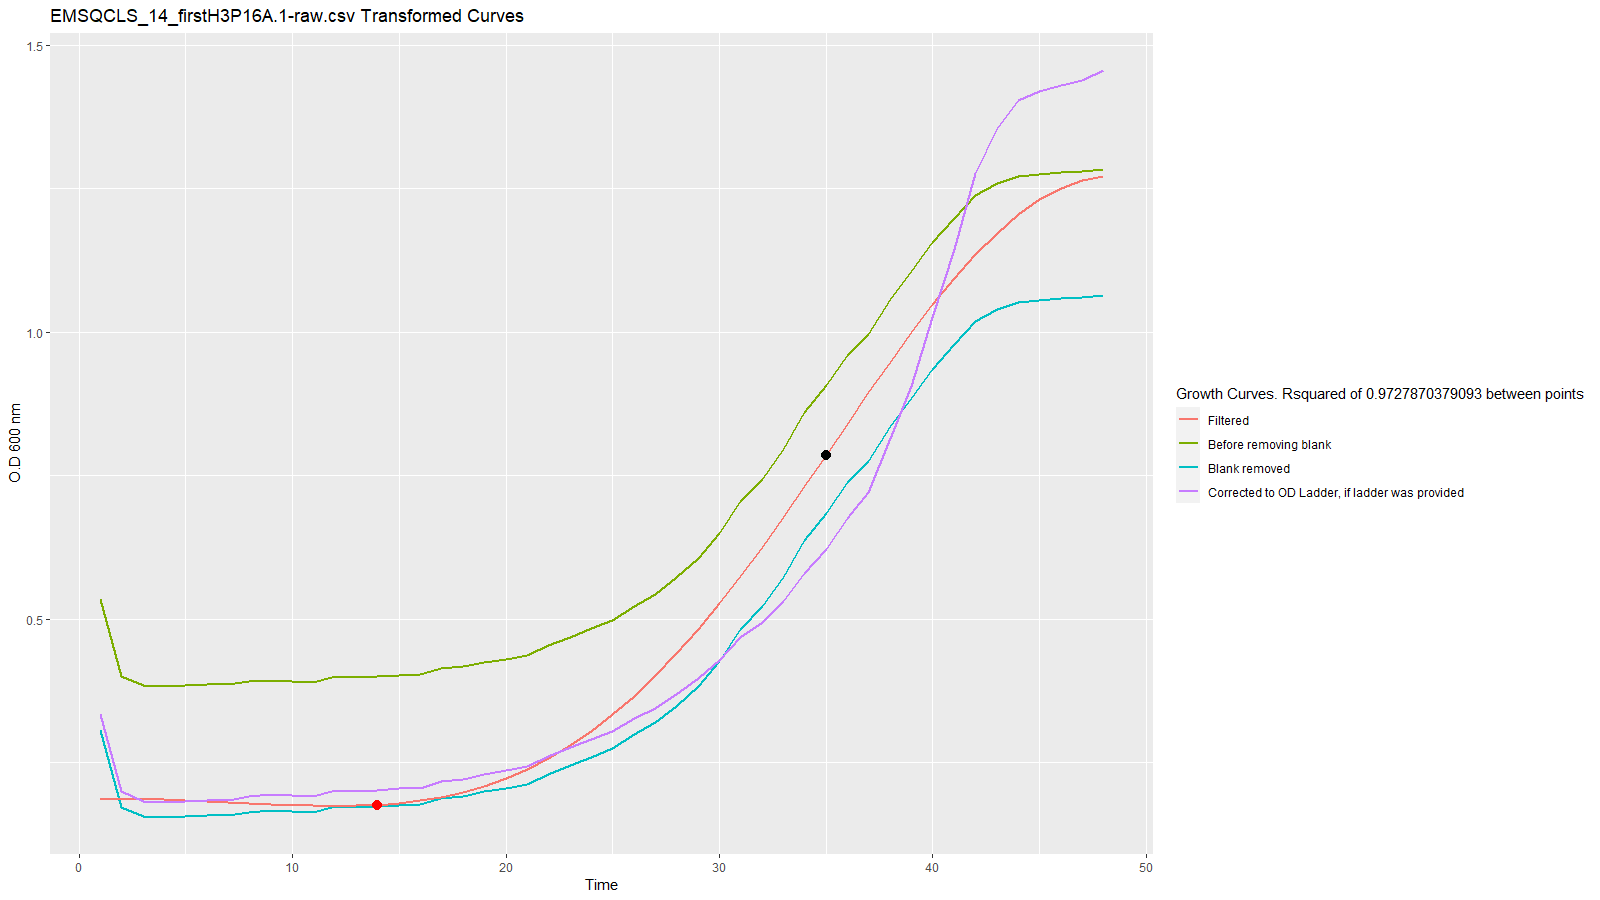 EMSQCLS_14_firstH3P16A.1-raw.csv Transformed Curves
1.5
1.0
0.5
O.D 600 nm
0 10 20 30 40 50
Time
Growth Curves. Rsquared of 0.9727870379093 between points
Filtered
Before removing blank
Blank removed
Corrected to OD Ladder, if ladder was provided